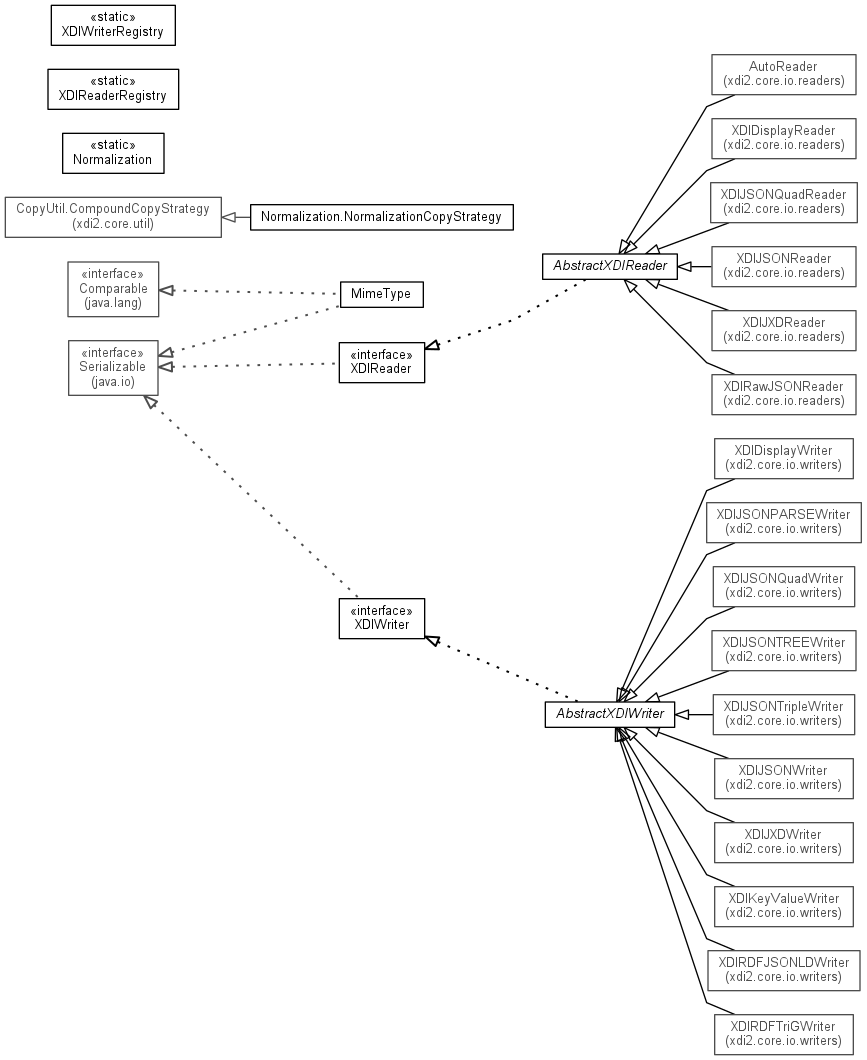 «static»
XDIWriterRegistry
«static»
XDIReaderRegistry
«static»
Normalization
CopyUtil.CompoundCopyStrategy
(xdi2.core.util)
Normalization.NormalizationCopyStrategy
«interface»
Comparable
(java.lang)
MimeType
«interface»
Serializable
(java.io)
«interface»
XDIReader
«interface»
XDIWriter
AbstractXDIReader
AutoReader
(xdi2.core.io.readers)
XDIDisplayReader
(xdi2.core.io.readers)
XDIJSONQuadReader
(xdi2.core.io.readers)
XDIJSONReader
(xdi2.core.io.readers)
XDIJXDReader
(xdi2.core.io.readers)
XDIRawJSONReader
(xdi2.core.io.readers)
AbstractXDIWriter
XDIDisplayWriter
(xdi2.core.io.writers)
XDIJSONPARSEWriter
(xdi2.core.io.writers)
XDIJSONQuadWriter
(xdi2.core.io.writers)
XDIJSONTREEWriter
(xdi2.core.io.writers)
XDIJSONTripleWriter
(xdi2.core.io.writers)
XDIJSONWriter
(xdi2.core.io.writers)
XDIJXDWriter
(xdi2.core.io.writers)
XDIKeyValueWriter
(xdi2.core.io.writers)
XDIRDFJSONLDWriter
(xdi2.core.io.writers)
XDIRDFTriGWriter
(xdi2.core.io.writers)